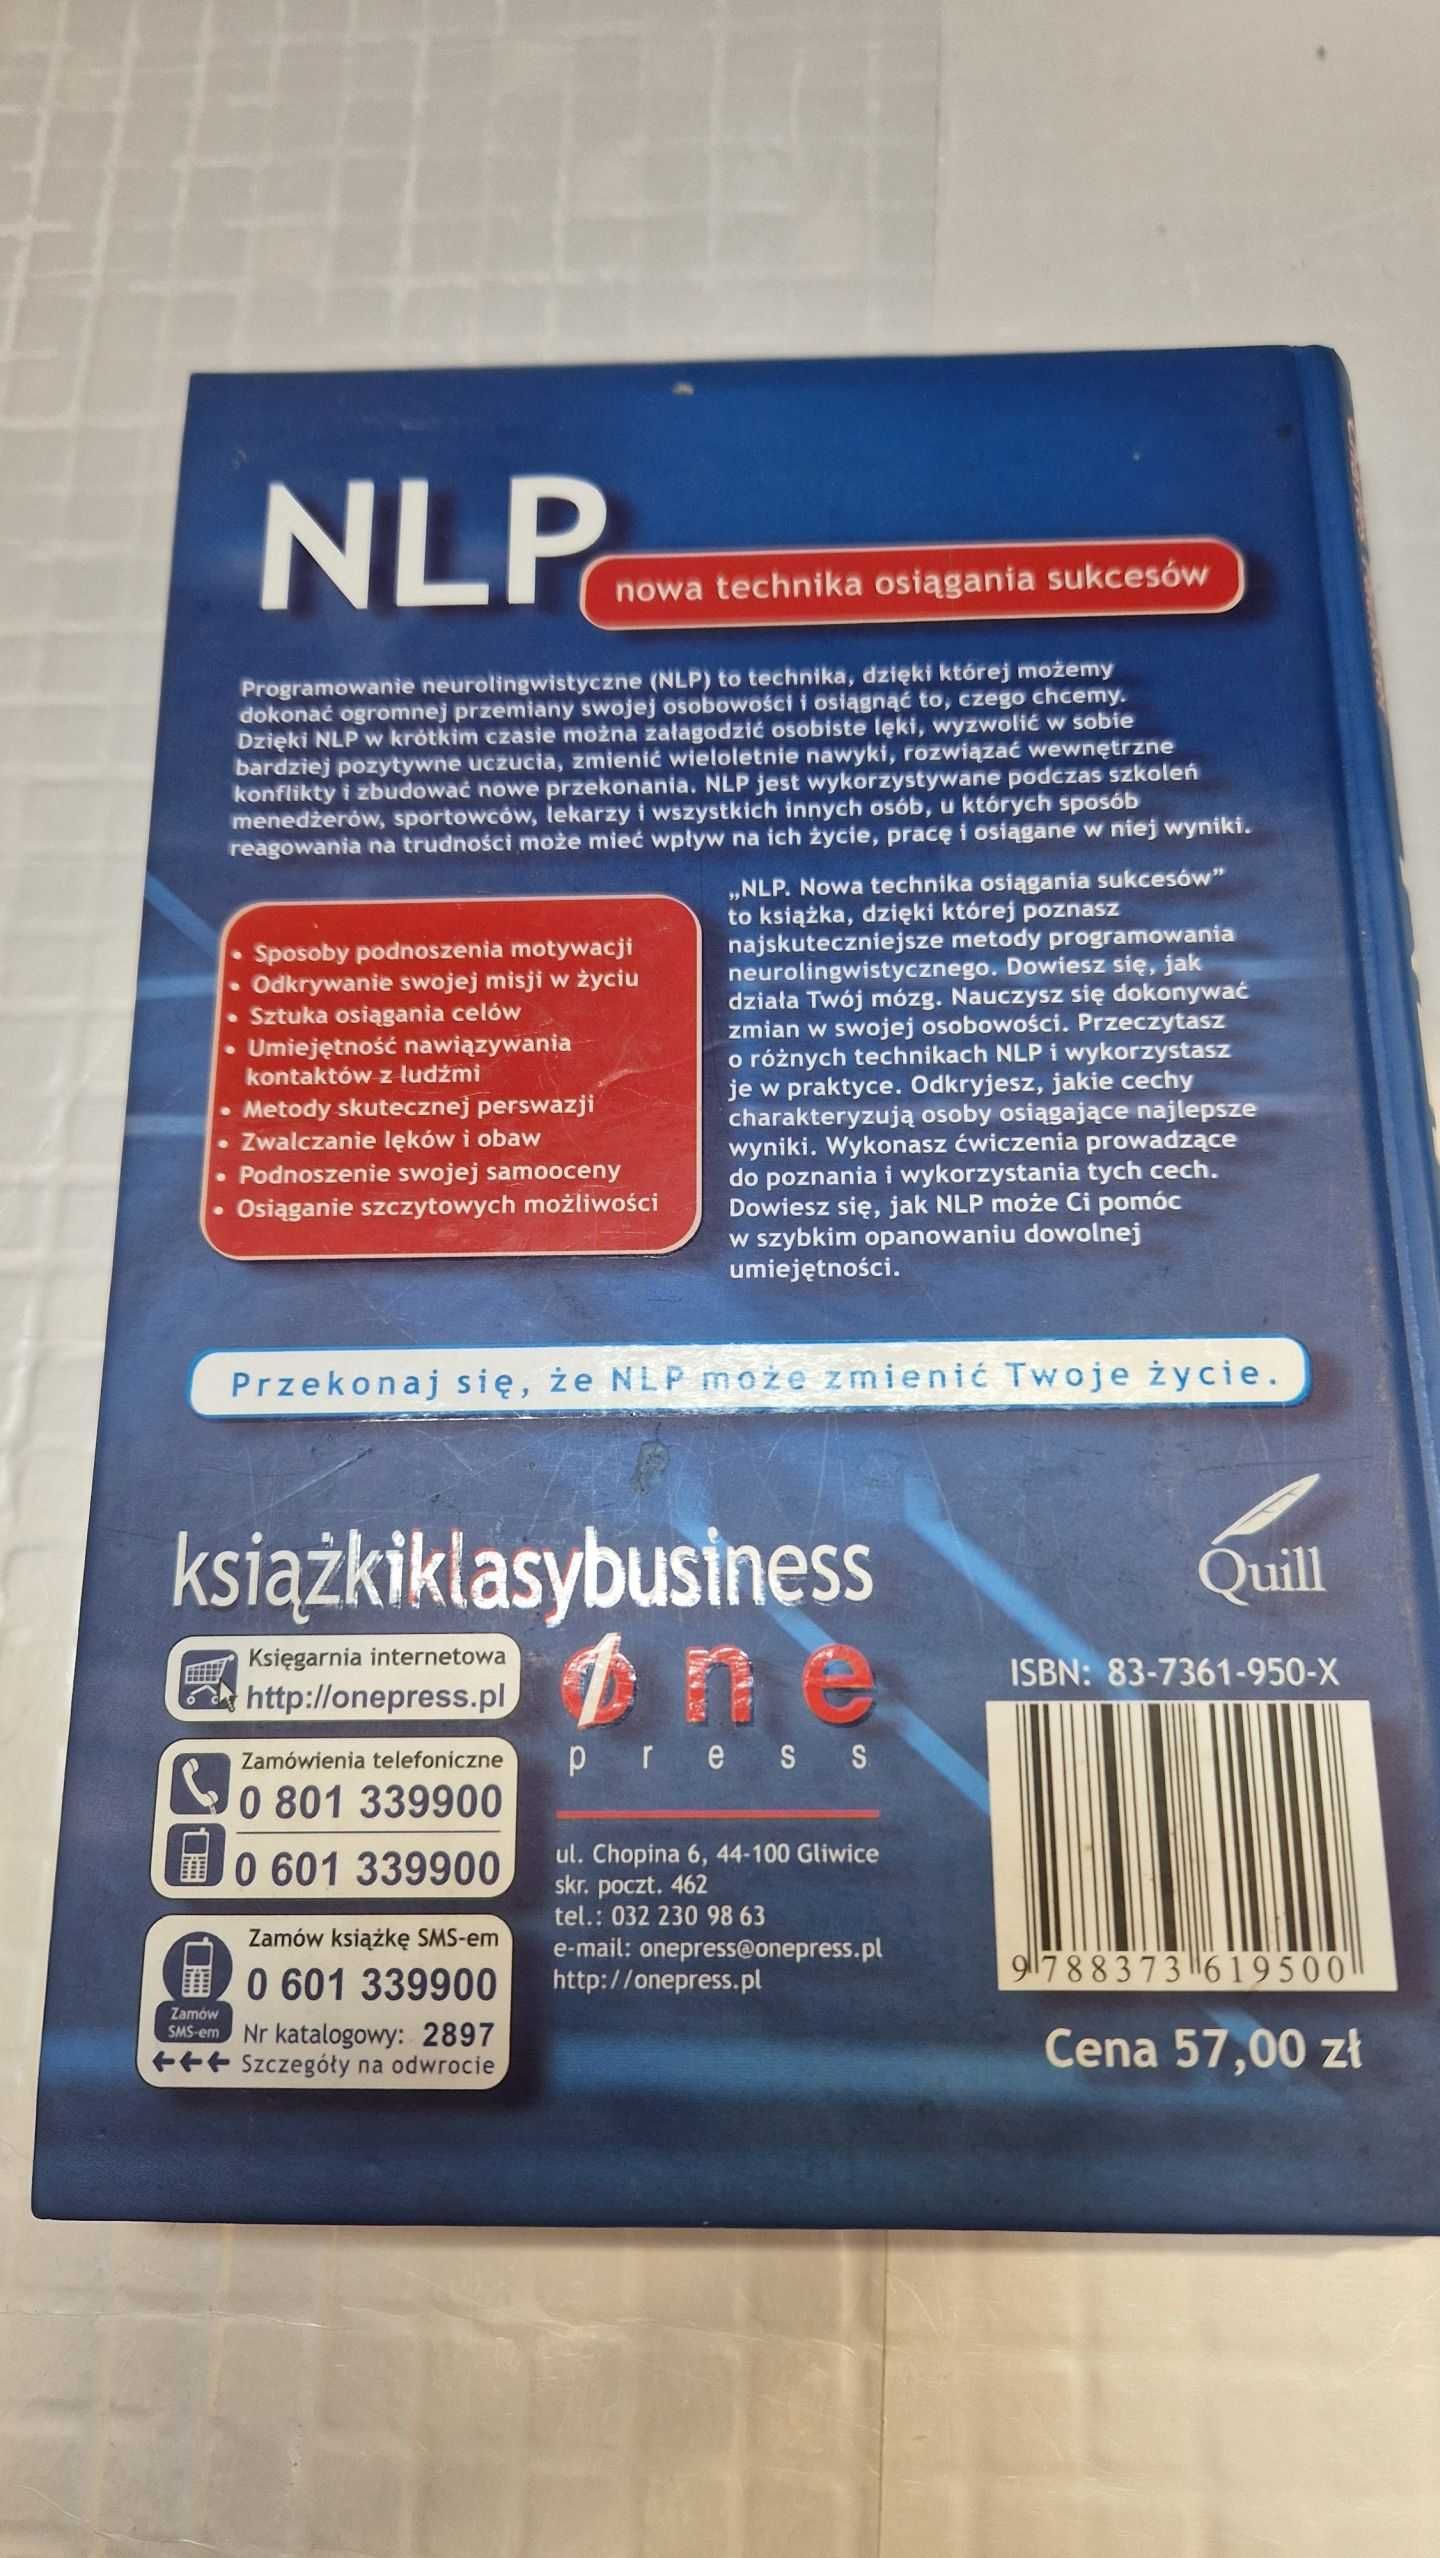 NLP
nowa technika osiągania sukcesów
Programowanie neurolingwistyczne (NLP) to technika, dzięki której możemy
dokonać ogromnej przemiany swojej osobowości i osiągnąć to, czego chcemy.
Dzięki NLP w krótkim czasie można załagodzić osobiste lęki, wyzwolić w sobie
bardziej pozytywne uczucia, zmienić wieloletnie nawyki, rozwiązać wewnętrzne
konflikty i zbudować nowe przekonania. NLP jest wykorzystywane podczas szkoleń
menedżerów, sportowców, lekarzy i wszystkich innych osób, u których sposób
reagowania na trudności może mieć wpływ na ich życie, pracę i osiągane w niej wyniki.
• Sposoby podnoszenia motywacji
• Odkrywanie swojej misji w życiu
• Sztuka osiągania celów
• Umiejętność nawiązywania
kontaktów z ludźmi
• Metody skutecznej perswazji
• Zwalczanie lęków i obaw
• Podnoszenie swojej samooceny
• Osiąganie szczytowych możliwości
„NLP. Nowa technika osiągania sukcesów”
to książka, dzięki której poznasz
najskuteczniejsze metody programowania
neurolingwistycznego. Dowiesz się, jak
działa Twój mózg. Nauczysz się dokonywać
zmian w swojej osobowości. Przeczytasz
o różnych technikach NLP i wykorzystasz
je w praktyce. Odkryjesz, jakie cechy
charakteryzują osoby osiągające najlepsze
wyniki. Wykonasz ćwiczenia prowadzące
do poznania i wykorzystania tych cech.
Dowiesz się, jak NLP może Ci pomóc
w szybkim opanowaniu dowolnej
umiejętności.
Przekonaj się, że NLP może zmienić Twoje życie.
książkiklasybusiness
Quill
Księgarnia internetowa
http://onepress.pl
Zamówienia telefoniczne
0 801 339900
0 601 339900
Zamów książkę SMS-em
0 601 339900
Zamów
SMS-em
Nr katalogowy: 2897
Szczegóły na odwrocie
one
press
ul. Chopina 6, 44-100 Gliwice
skr. poczt. 462
tel.: 032 230 98 63
e-mail: onepress@onepress.pl
http://onepress.pl
ISBN: 83-7361-950-X
9 788373 619500
Cena 57,00 zł